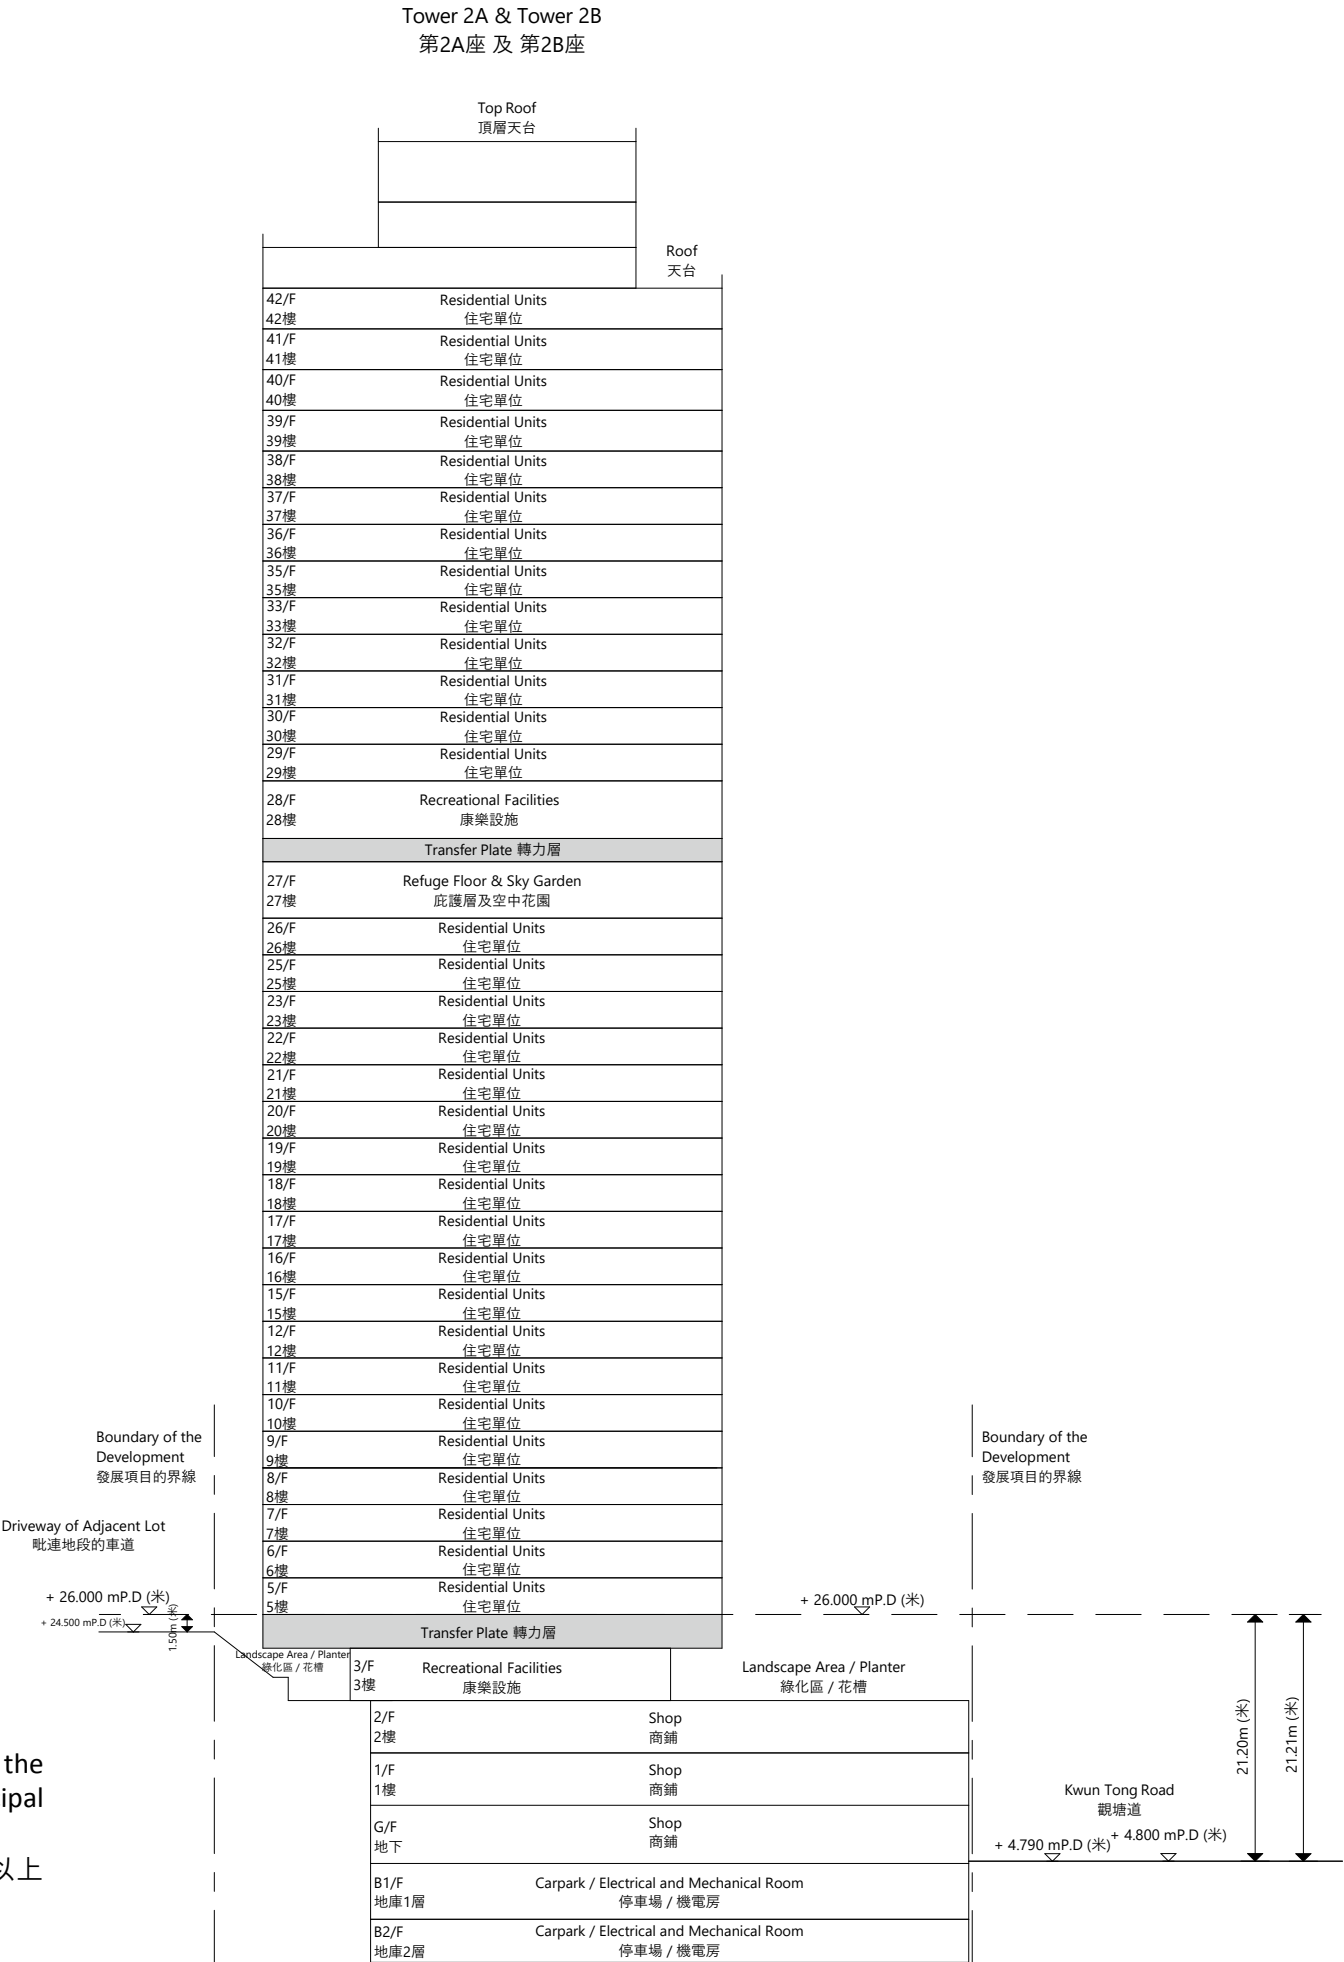 Tower 2A & Tower 2B
第2A座 及 第2B座
Top Roof
頂層天台
Roof
天台
42/F Residential Units
42樓 住宅單位
41/F Residential Units
41樓 住宅單位
40/F Residential Units
40樓 住宅單位
39/F Residential Units
39樓 住宅單位
38/F Residential Units
38樓 住宅單位
37/F Residential Units
37樓 住宅單位
36/F Residential Units
36樓 住宅單位
35/F Residential Units
35樓 住宅單位
33/F Residential Units
33樓 住宅單位
32/F Residential Units
32樓 住宅單位
31/F Residential Units
31樓 住宅單位
30/F Residential Units
30樓 住宅單位
29/F Residential Units
29樓 住宅單位
28/F Recreational Facilities
28樓 康樂設施
Transfer Plate 轉力層
27/F Refuge Floor & Sky Garden
27樓 庇護層及空中花園
26/F Residential Units
26樓 住宅單位
25/F Residential Units
25樓 住宅單位
23/F Residential Units
23樓 住宅單位
22/F Residential Units
22樓 住宅單位
21/F Residential Units
21樓 住宅單位
20/F Residential Units
20樓 住宅單位
19/F Residential Units
19樓 住宅單位
18/F Residential Units
18樓 住宅單位
17/F Residential Units
17樓 住宅單位
16/F Residential Units
16樓 住宅單位
15/F Residential Units
15樓 住宅單位
12/F Residential Units
12樓 住宅單位
11/F Residential Units
11樓 住宅單位
10/F Residential Units
10樓 住宅單位
9/F Residential Units
9樓 住宅單位
8/F Residential Units
8樓 住宅單位
7/F Residential Units
7樓 住宅單位
6/F Residential Units
6樓 住宅單位
5/F Residential Units
5樓 住宅單位
Transfer Plate 轉力層
Boundary of the
Development
發展項目的界線
Boundary of the
Development
發展項目的界線
Driveway of Adjacent Lot
毗連地段的車道
+ 26.000 mP.D (米)
+ 24.500 mP.D (米)
1.50m (米)
+ 26.000 mP.D (米)
Landscape Area / Planter
綠化區 / 花槽
3/F Recreational Facilities
3樓 康樂設施
Landscape Area / Planter
綠化區 / 花槽
2/F Shop
2樓 商鋪
1/F Shop
1樓 商鋪
G/F Shop
地下 商鋪
B1/F Carpark / Electrical and Mechanical Room
地庫1層 停車場 / 機電房
B2/F Carpark / Electrical and Mechanical Room
地庫2層 停車場 / 機電房
21.20m (米)
21.21m (米)
Kwun Tong Road
觀塘道
+ 4.790 mP.D (米)
+ 4.800 mP.D (米)
the
ipal
以上